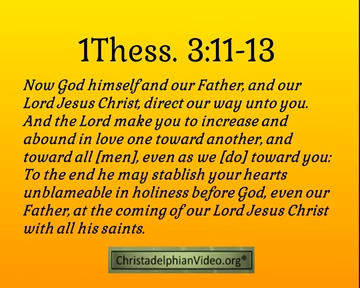 1Thess. 3:11-13
Now God himself and our Father, and our
Lord Jesus Christ, direct our way unto you.
And the Lord make you to increase and
abound in love one toward another, and
toward all [men], even as we [do] toward you:
To the end he may stablish your hearts
unblameable in holiness before God, even our
Father, at the coming of our Lord Jesus Christ
with all his saints.
ChristadelphianVideo.org®